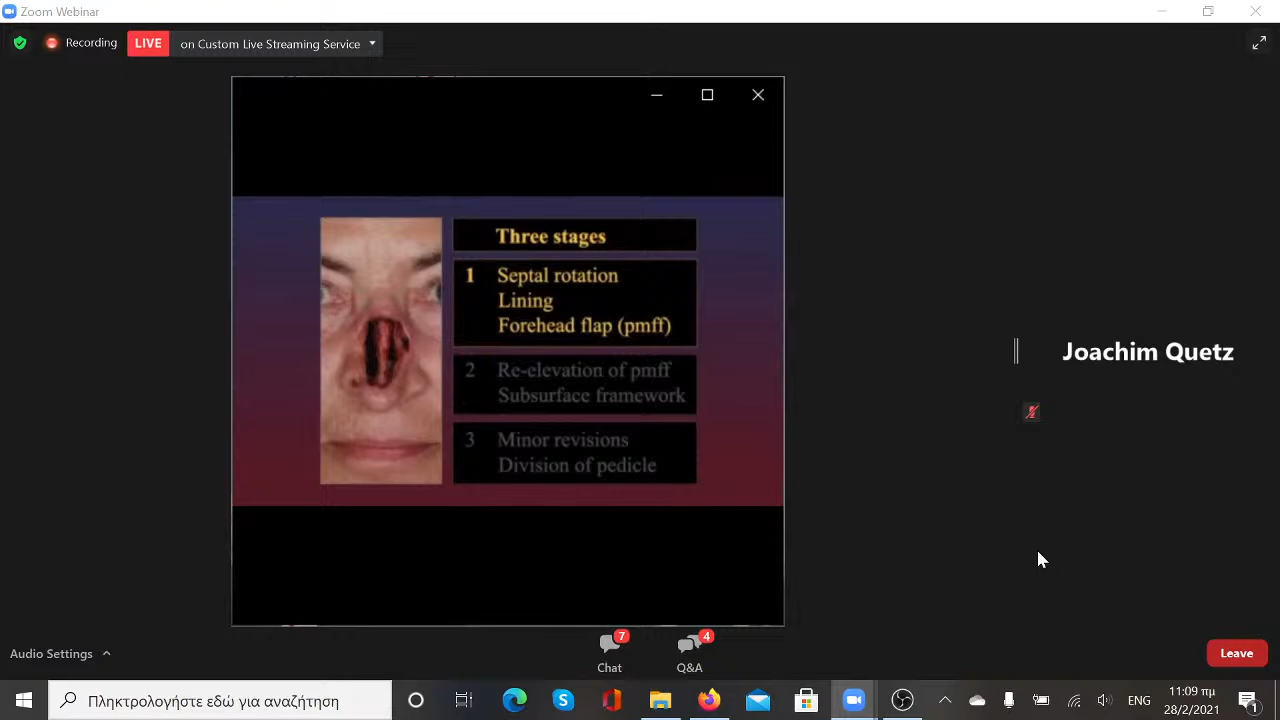 Zoom Webinar
Recording
LIVE
on Custom Live Streaming Service
Three stages
1 Septal rotation
Lining
Forehead flap (pmff)
2 Re-elevation of pmff
Subsurface framework
3 Minor revisions
Division of pedicle
Joachim Quetz
Audio Settings
7
Chat
4
Q&A
Leave
Πληκτρολογήστε εδώ για αναζήτηση
ENG
11:09 πμ
28/2/2021
1